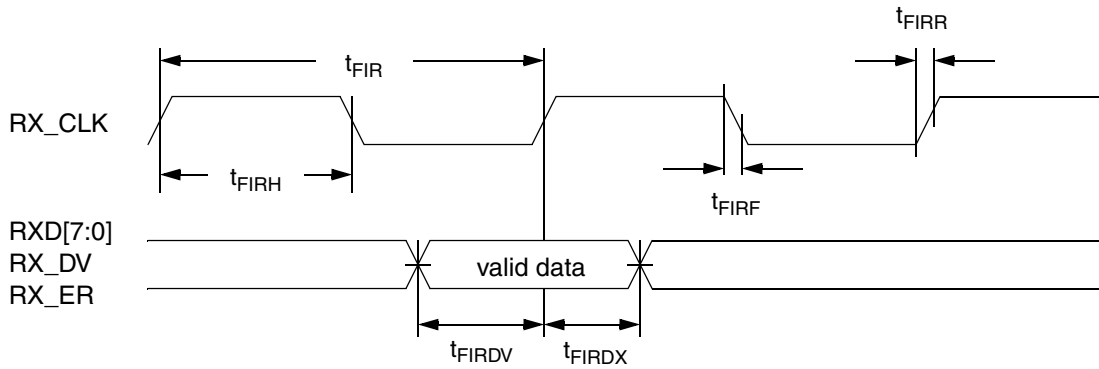 tFIRR
tFIR
RX_CLK
tFIRH
tFIRF
RXD[7:0]
RX_DV
valid data
RX_ER
tFIRDV
tFIRDX